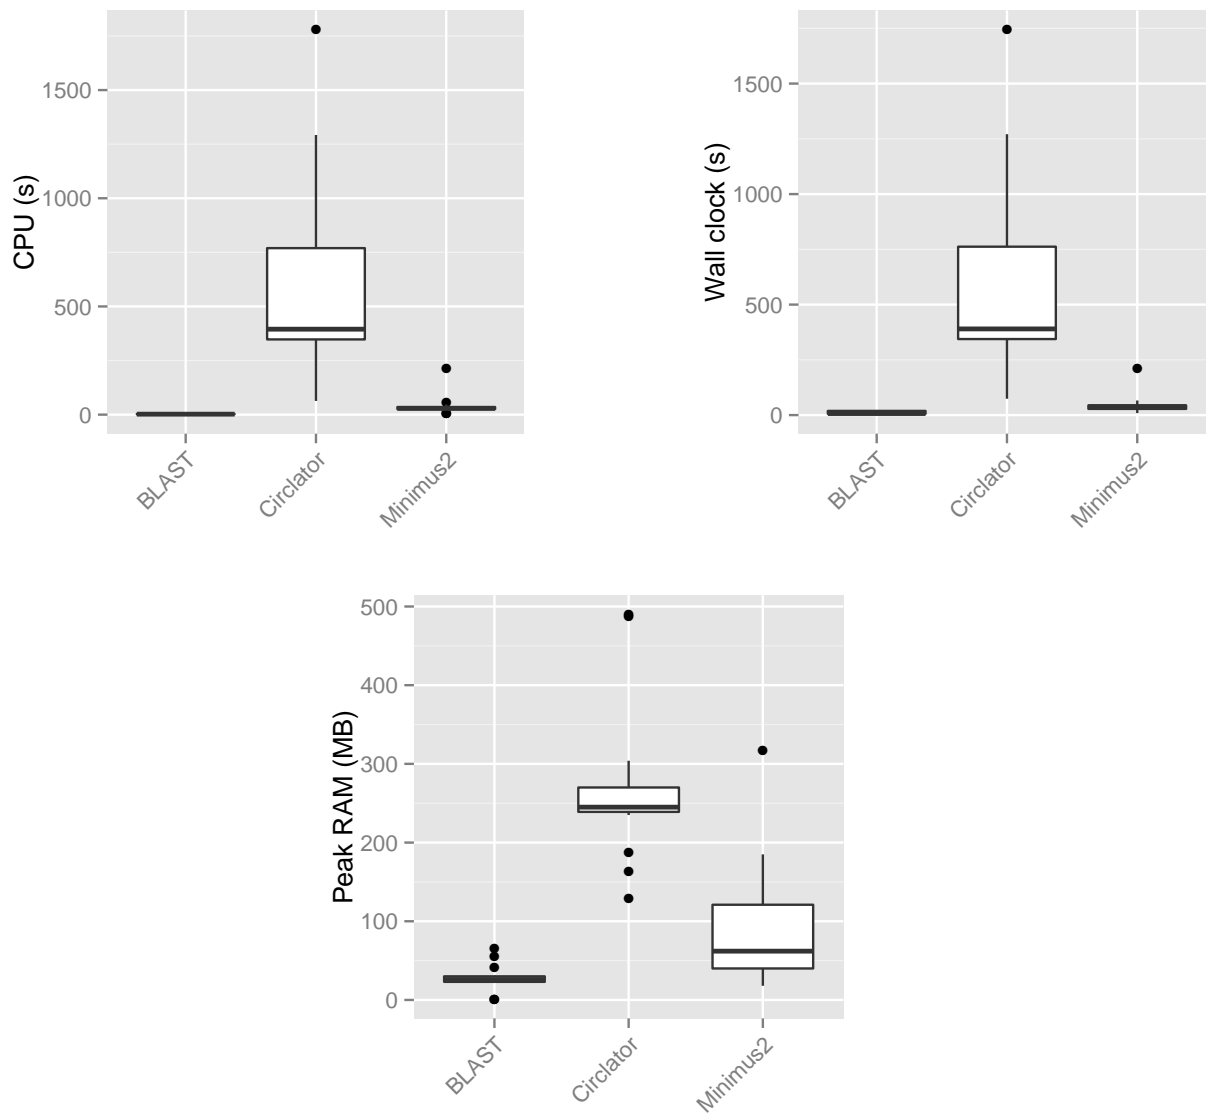 CPU (s)
1500
1000
500
0
BLAST
Circlator
Minimus2
Wall clock (s)
1500
1000
500
0
BLAST
Circlator
Minimus2
Peak RAM (MB)
500
400
300
200
100
0
BLAST
Circlator
Minimus2